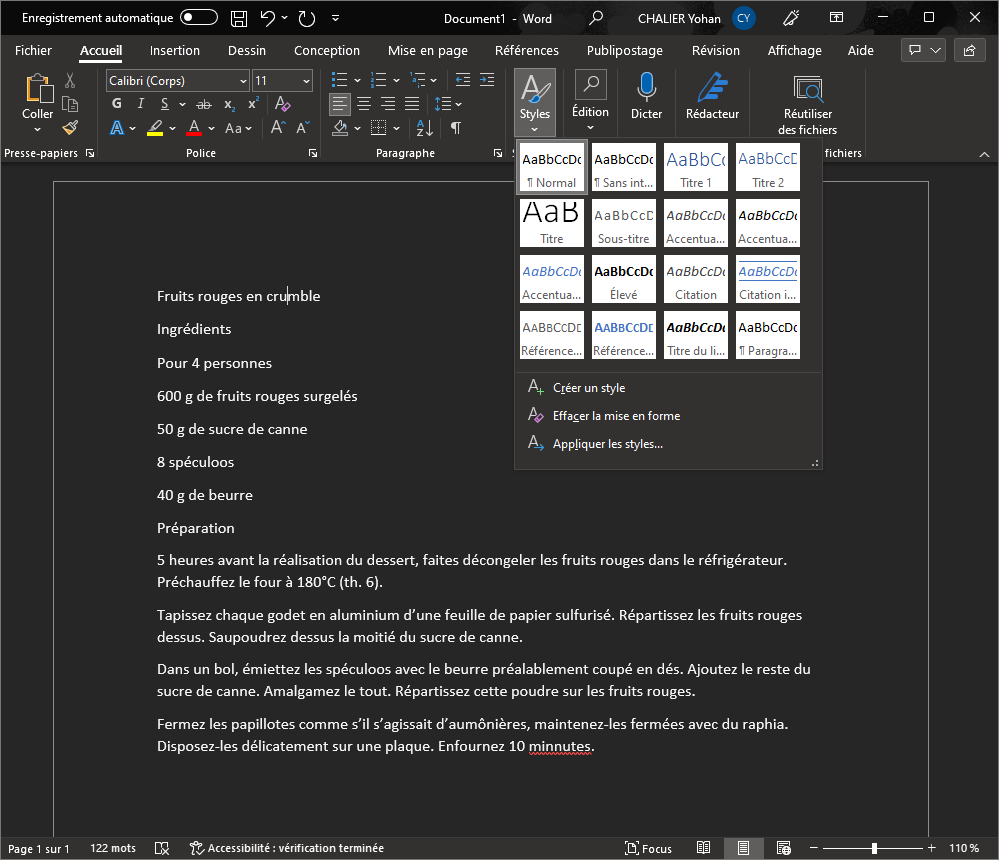 Enregistrement automatique
Document1 - Word
CHALIER Yohan
CY
Fichier Accueil Insertion Dessin Conception Mise en page Références Publipostage Révision Affichage Aide
Calibri (Corps) 11
Coller
G I S ab x₂ x²
A A Aa A A
Styles
Édition
Dicter
Rédacteur
Réutiliser
des fichiers
Presse-papiers Police Paragraphe fichiers
AaBbCcDc AaBbCcDc AaBbCc AaBbCcD
¶ Normal ¶ Sans int... Titre 1 Titre 2
AaB AaBbCcD AaBbCcDc AaBbCcDc
Titre Sous-titre Accentua... Accentua...
AaBbCcDc AaBbCcDc AaBbCcDc AaBbCcDc
Accentua... Élevé Citation Citation i...
AABBCCDE AABBCCDE AaBbCcDc AaBbCcDc
Référence... Référence... Titre du li... ¶ Paragra...
Créer un style
Effacer la mise en forme
Appliquer les styles...
Fruits rouges en crumble
Ingrédients
Pour 4 personnes
600 g de fruits rouges surgelés
50 g de sucre de canne
8 spéculoos
40 g de beurre
Préparation
5 heures avant la réalisation du dessert, faites décongeler les fruits rouges dans le réfrigérateur.
Préchauffez le four à 180°C (th. 6).
Tapissez chaque godet en aluminium d’une feuille de papier sulfurisé. Répartissez les fruits rouges
dessus. Saupoudrez dessus la moitié du sucre de canne.
Dans un bol, émiettez les spéculoos avec le beurre préalablement coupé en dés. Ajoutez le reste du
sucre de canne. Amalgamez le tout. Répartissez cette poudre sur les fruits rouges.
Fermez les papillotes comme s’il s’agissait d’aumônières, maintenez-les fermées avec du raphia.
Disposez-les délicatement sur une plaque. Enfournez 10 minnutes.
Page 1 sur 1 122 mots Accessibilité : vérification terminée Focus 110 %